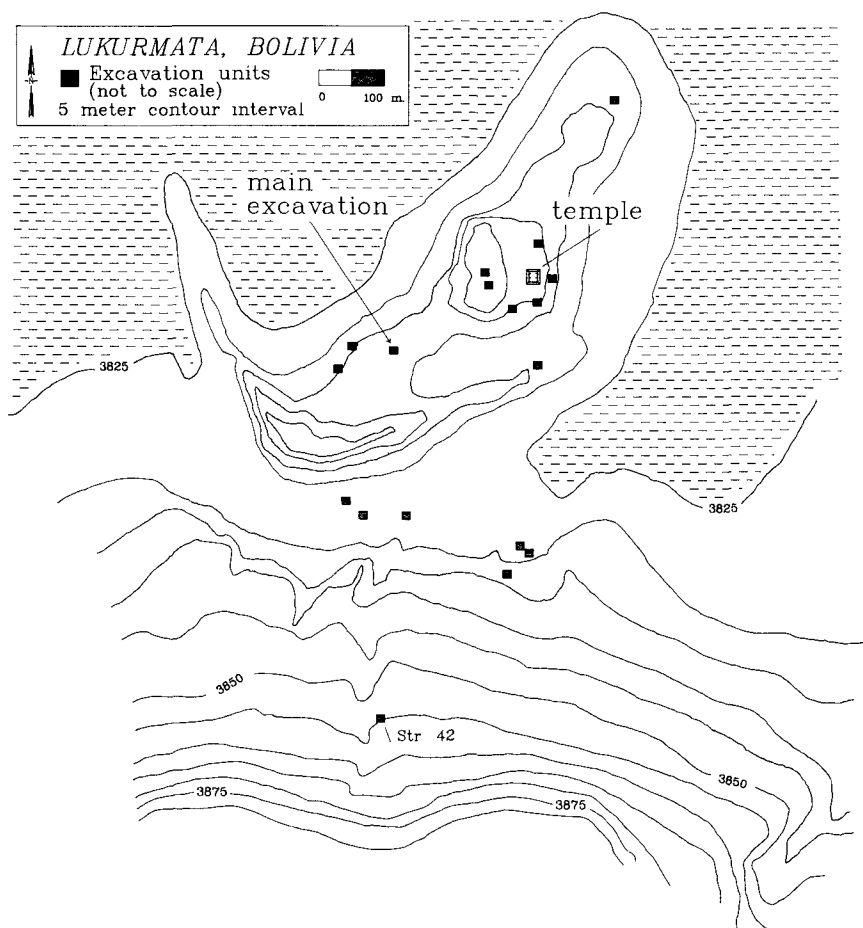 LUKURMATA, BOLIVIA
Excavation units
(not to scale)
0 100 m.
5 meter contour interval
main
excavation
temple
3825
3825
3850
Str 42
3850
3875
3875